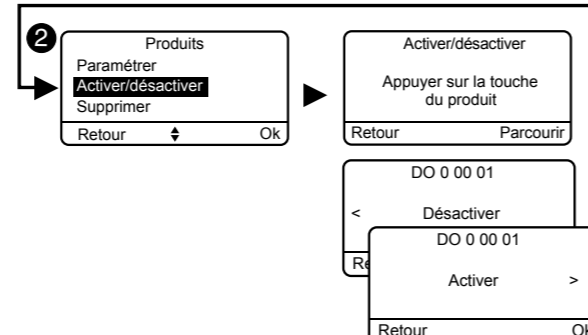 2
Produits
Paramétrer
Activer/désactiver
Supprimer
Retour Ok
Activer/désactiver
Appuyer sur la touche
du produit
Retour Parcourir
DO 0 00 01
< Désactiver
DO 0 00 01
Activer >
Retour Ok